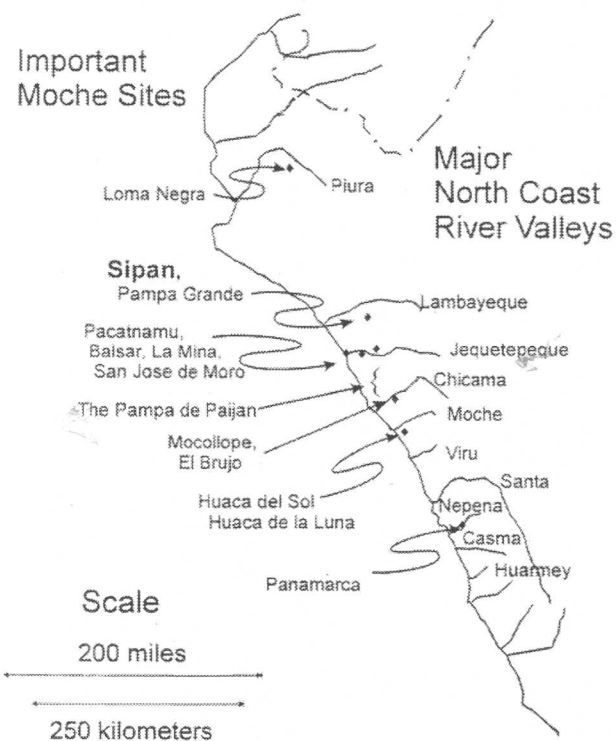 Important
Moche Sites
Major
North Coast
River Valleys
Loma Negra
Piura
Sipan,
Pampa Grande
Lambayeque
Pacatnamu,
Balsar, La Mina,
San Jose de Moro
Jequetepeque
Chicama
The Pampa de Paijan
Moche
Mocollope,
El Brujo
Viru
Santa
Huaca del Sol
Huaca de la Luna
Nepena
Casma
Huarmey
Panamarca
Scale
200 miles
250 kilometers